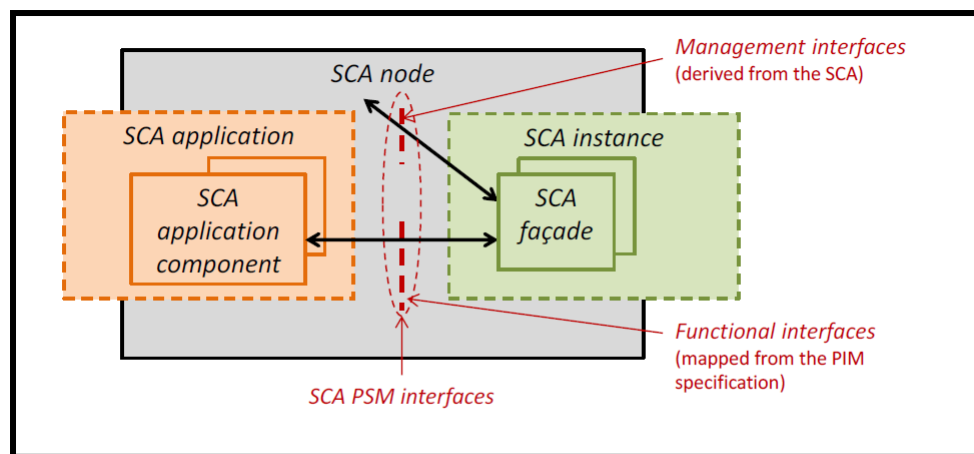 Management interfaces
(derived from the SCA)
SCA node
SCA application
SCA instance
SCA
application
component
SCA
façade
Functional interfaces
(mapped from the PIM
specification)
SCA PSM interfaces